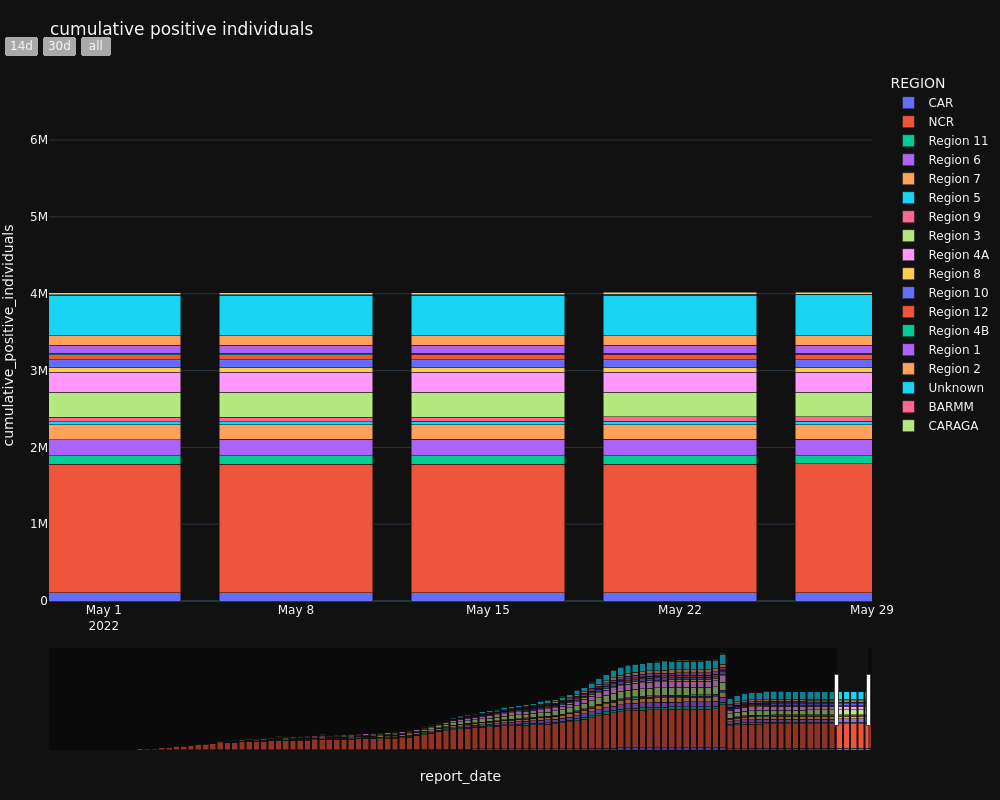 cumulative positive individuals
14d 30d all
REGION
CAR
NCR
Region 11
Region 6
Region 7
Region 5
Region 9
Region 3
Region 4A
Region 8
Region 10
Region 12
Region 4B
Region 1
Region 2
Unknown
BARMM
CARAGA
cumulative_positive_individuals
6M
5M
4M
3M
2M
1M
0
May 1 May 8 May 15 May 22 May 29
2022
report_date